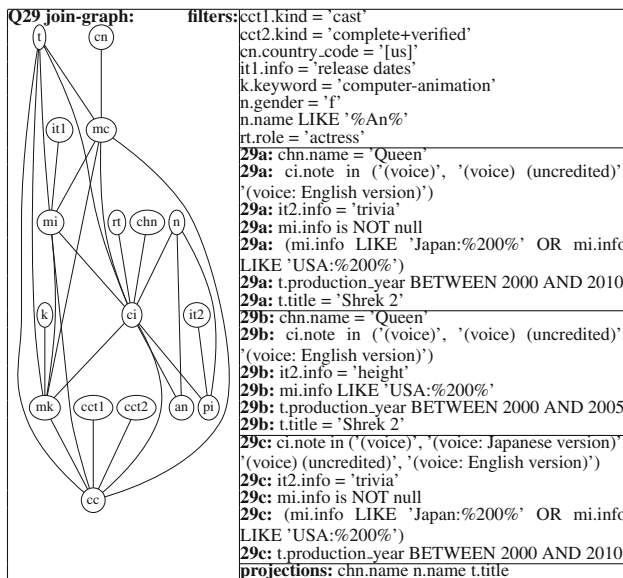 Q29 join-graph:
filters:
t
cn
it1
mc
mi
rt
chn
n
k
ci
it2
mk
cct1
cct2
an
pi
cc
cct1.kind = 'cast'
cct2.kind = 'complete+verified'
cn.country_code = '[us]'
it1.info = 'release dates'
k.keyword = 'computer-animation'
n.gender = 'f'
n.name LIKE '%An%'
rt.role = 'actress'
29a: chn.name = 'Queen'
29a: ci.note in ('(voice)', '(voice) (uncredited)'
'(voice: English version)')
29a: it2.info = 'trivia'
29a: mi.info is NOT null
29a: (mi.info LIKE 'Japan:%200%' OR mi.info
LIKE 'USA:%200%')
29a: t.production_year BETWEEN 2000 AND 2010
29a: t.title = 'Shrek 2'
29b: chn.name = 'Queen'
29b: ci.note in ('(voice)', '(voice) (uncredited)'
'(voice: English version)')
29b: it2.info = 'height'
29b: mi.info LIKE 'USA:%200%'
29b: t.production_year BETWEEN 2000 AND 2005
29b: t.title = 'Shrek 2'
29c: ci.note in ('(voice)', '(voice: Japanese version)'
'(voice) (uncredited)', '(voice: English version)')
29c: it2.info = 'trivia'
29c: mi.info is NOT null
29c: (mi.info LIKE 'Japan:%200%' OR mi.info
LIKE 'USA:%200%')
29c: t.production_year BETWEEN 2000 AND 2010
projections: chn.name n.name t.title